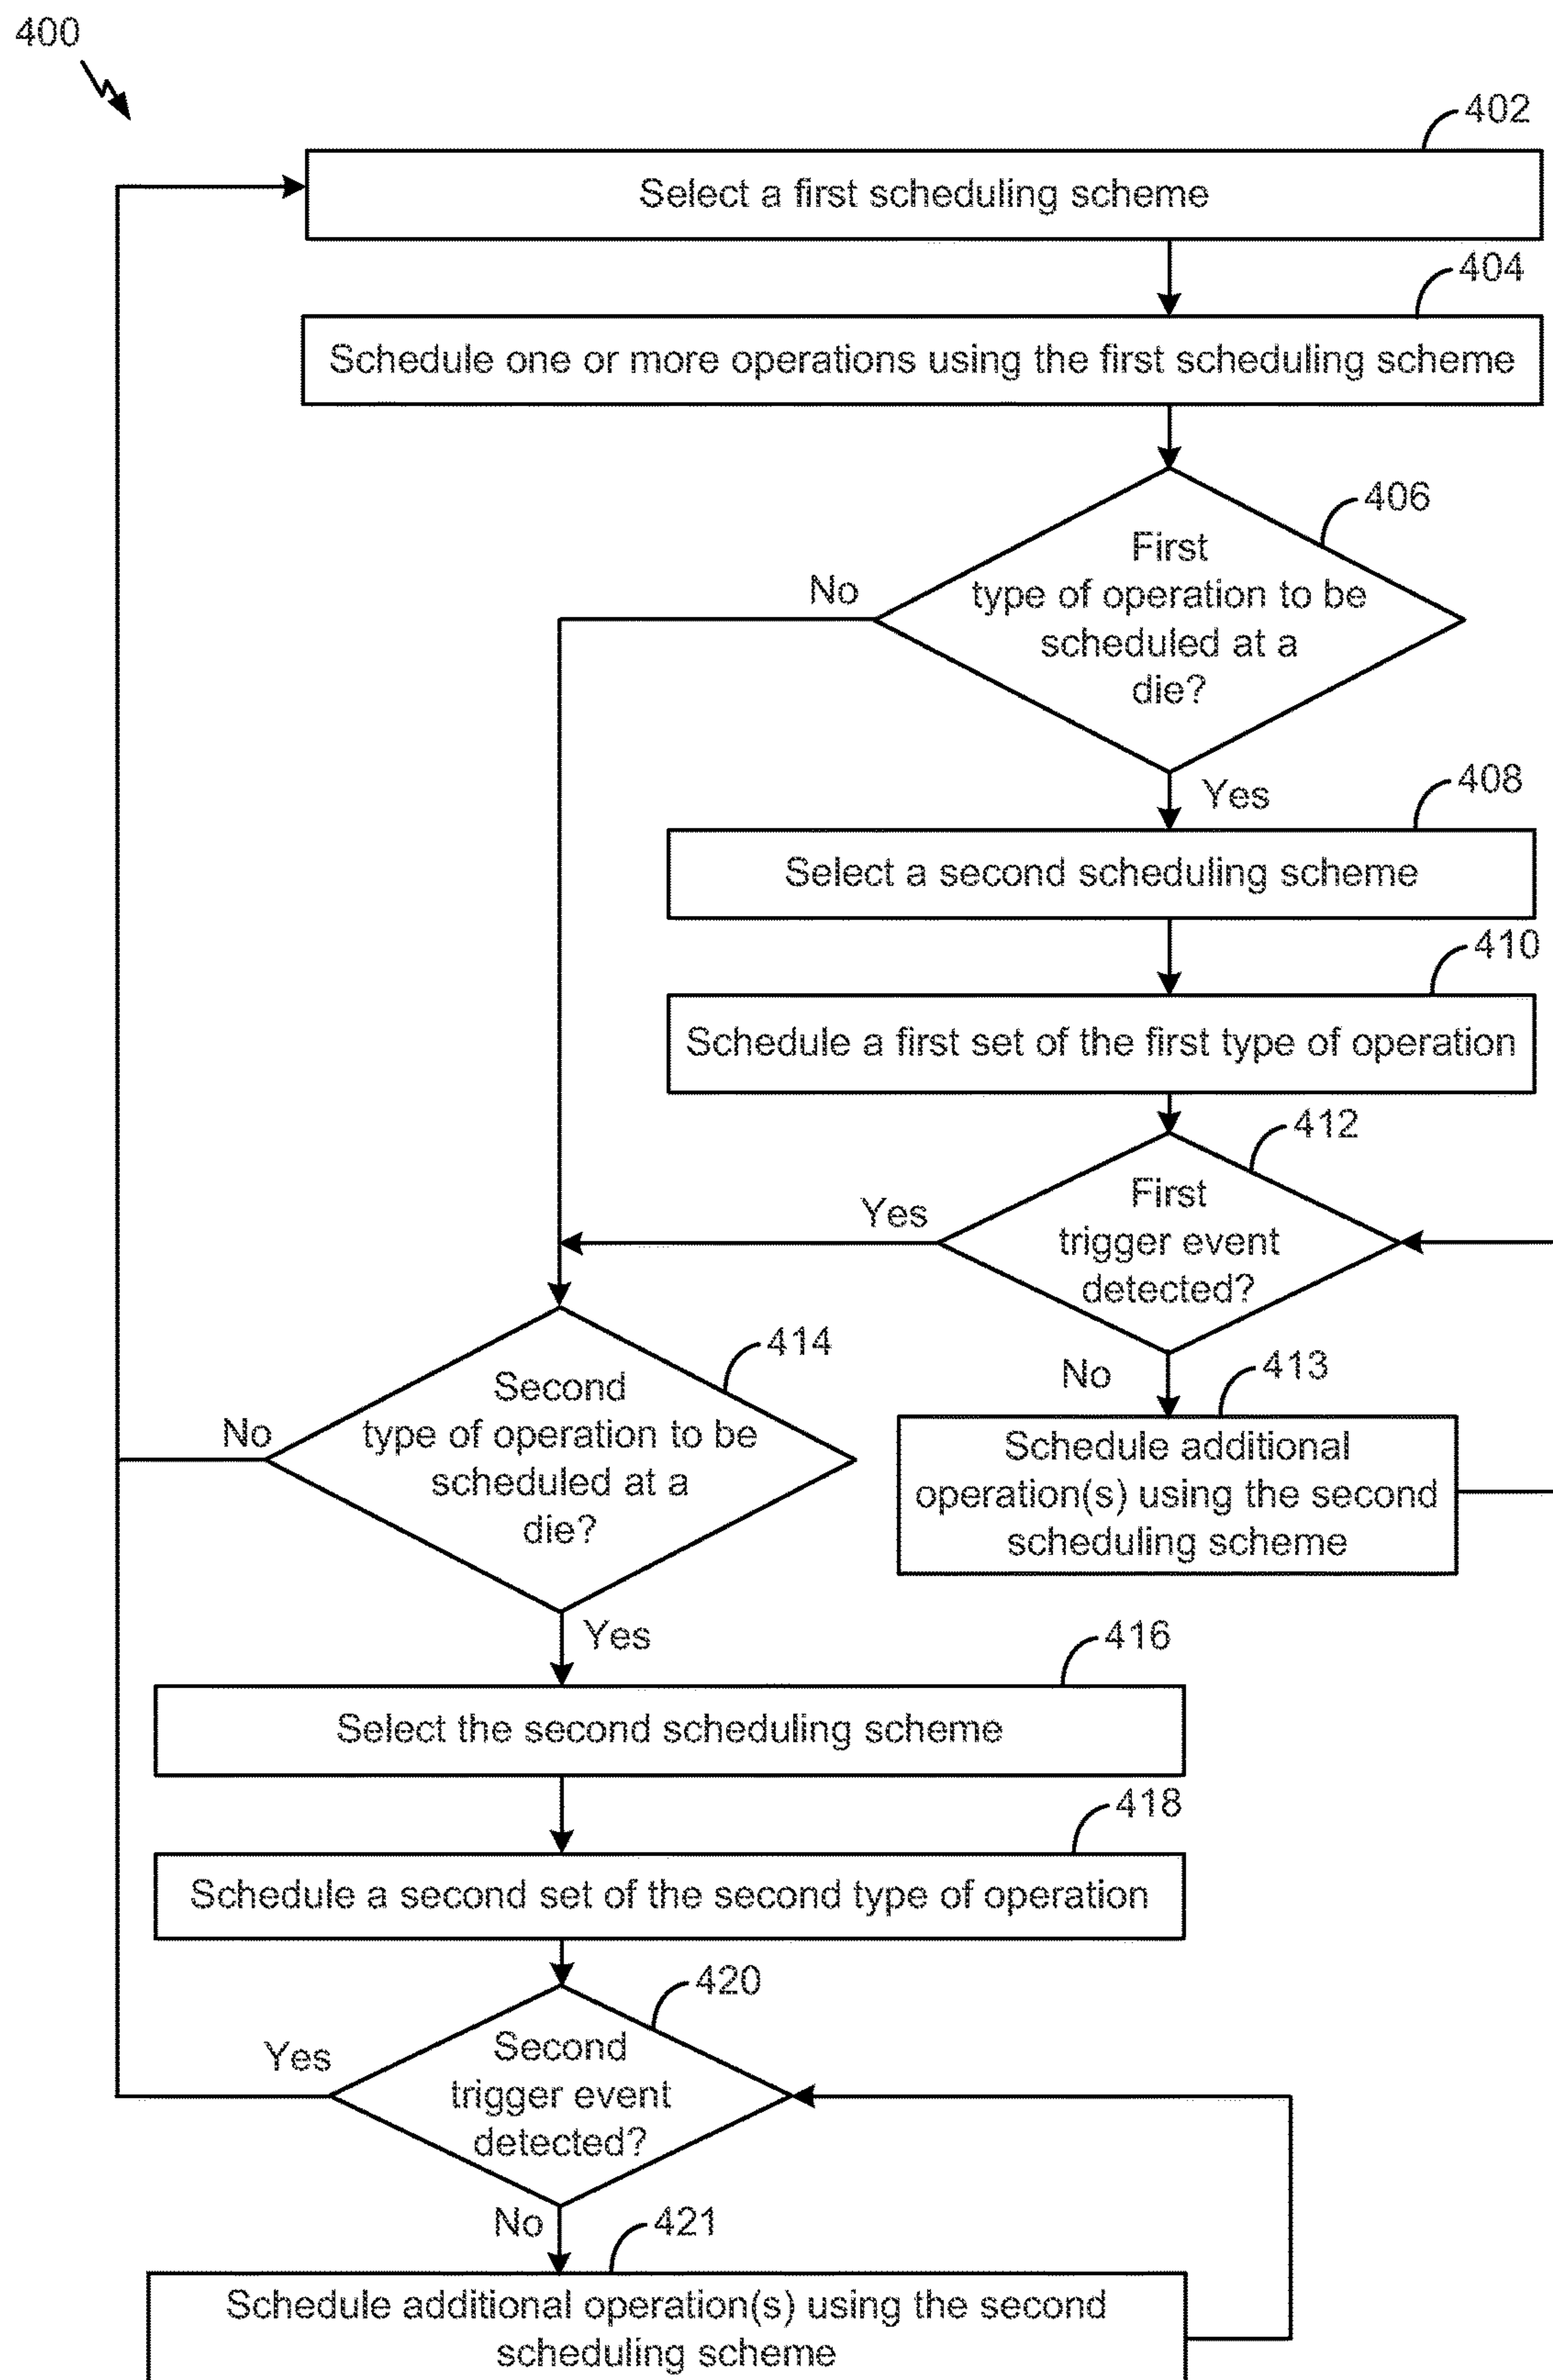 400
402
Select a first scheduling scheme
404
Schedule one or more operations using the first scheduling scheme
406
First
type of operation to be
scheduled at a
die?
No
Yes
408
Select a second scheduling scheme
410
Schedule a first set of the first type of operation
412
First
trigger event
detected?
Yes
No
413
Schedule additional
operation(s) using the second
scheduling scheme
414
Second
type of operation to be
scheduled at a
die?
No
Yes
416
Select the second scheduling scheme
418
Schedule a second set of the second type of operation
420
Second
trigger event
detected?
Yes
No
421
Schedule additional operation(s) using the second
scheduling scheme